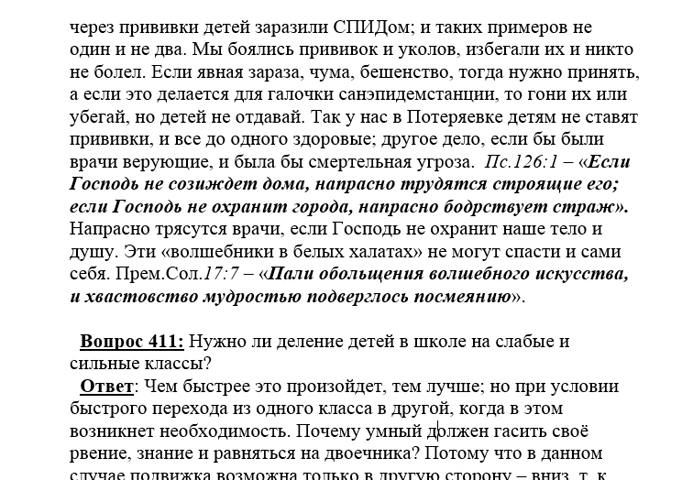 через прививки детей заразили СПИДом; и таких примеров не
один и не два. Мы боялись прививок и уколов, избегали их и никто
не болел. Если явная зараза, чума, бешенство, тогда нужно принять,
а если это делается для галочки санэпидемстанции, то гони их или
убегай, но детей не отдавай. Так у нас в Потеряевке детям не ставят
прививки, и все до одного здоровые; другое дело, если бы были
врачи верующие, и была бы смертельная угроза. Пс.126:1 – «Если
Господь не созиждет дома, напрасно трудятся строящие его;
если Господь не охранит города, напрасно бодрствует страж».
Напрасно трясутся врачи, если Господь не охранит наше тело и
душу. Эти «волшебники в белых халатах» не могут спасти и сами
себя. Прем.Сол.17:7 – «Пали обольщения волшебного искусства,
и хвастовство мудростью подверглось посмеянию».
Вопрос 411: Нужно ли деление детей в школе на слабые и
сильные классы?
Ответ: Чем быстрее это произойдет, тем лучше; но при условии
быстрого перехода из одного класса в другой, когда в этом
возникнет необходимость. Почему умный должен гасить своё
рвение, знание и равняться на двоечника? Потому что в данном
случае подвижка возможна только в другую сторону – вниз, т. к.